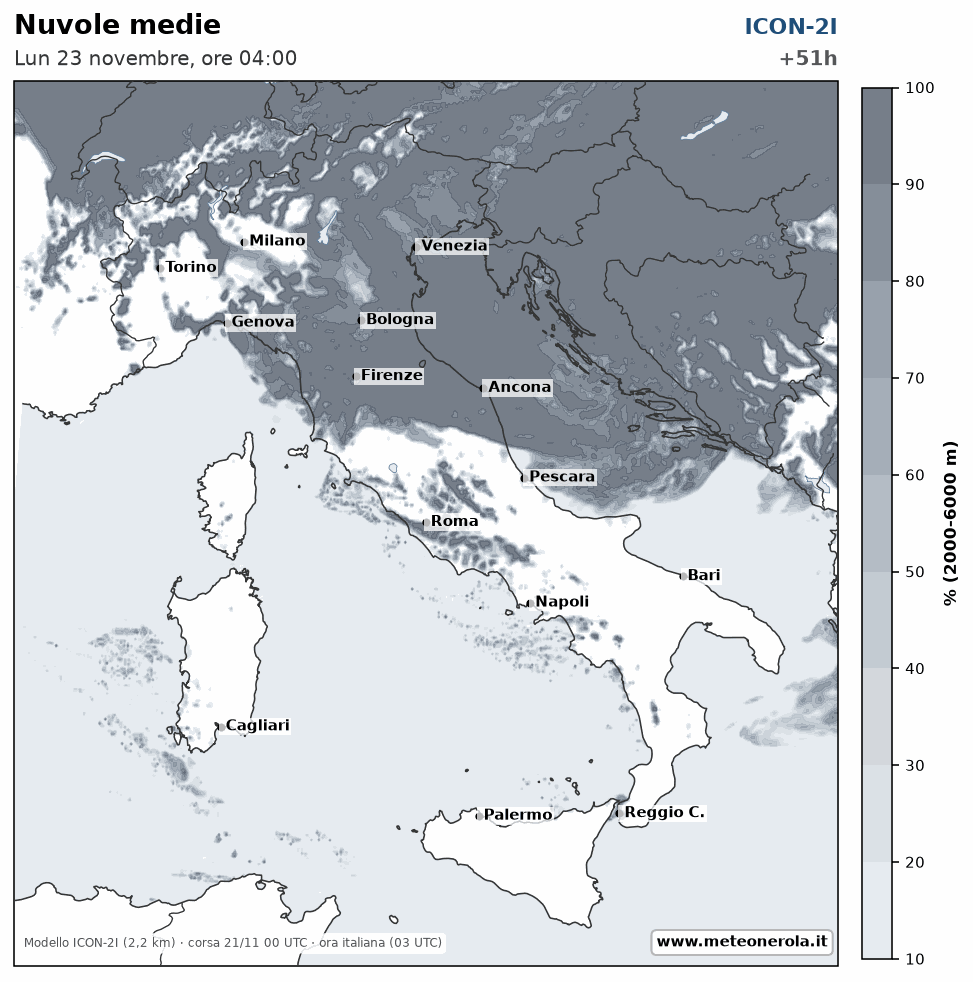 Nuvole medie
ICON-2I
Lun 23 novembre, ore 04:00
+51h
Milano
Venezia
Torino
Genova
Bologna
Firenze
Ancona
Pescara
Roma
Bari
Napoli
Cagliari
Palermo
Reggio C.
Modello ICON-2I (2,2 km) · corsa 21/11 00 UTC · ora italiana (03 UTC)
www.meteonerola.it
100
90
80
70
60
50
40
30
20
10
% (2000-6000 m)